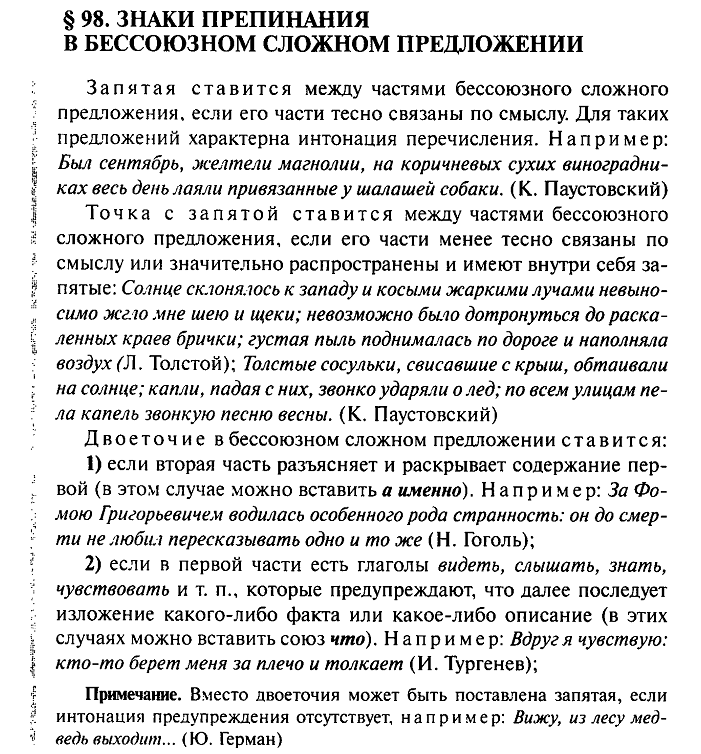 § 98. ЗНАКИ ПРЕПИНАНИЯ
В БЕССОЮЗНОМ СЛОЖНОМ ПРЕДЛОЖЕНИИ
Запятая ставится между частями бессоюзного сложного
предложения, если его части тесно связаны по смыслу. Для таких
предложений характерна интонация перечисления. Например:
Был сентябрь, желтели магнолии, на коричневых сухих виноградни-
ках весь день лаяли привязанные у шалашей собаки. (К. Паустовский)
Точка с запятой ставится между частями бессоюзного
сложного предложения, если его части менее тесно связаны по
смыслу или значительно распространены и имеют внутри себя за-
пятые: Солнце склонялось к западу и косыми жаркими лучами невыно-
симо жгло мне шею и щеки; невозможно было дотронуться до раска-
ленных краев брички; густая пыль поднималась по дороге и наполняла
воздух (Л. Толстой); Толстые сосульки, свисавшие с крыш, обтаивали
на солнце; капли, падая с них, звонко ударяли о лед; по всем улицам пе-
ла капель звонкую песню весны. (К. Паустовский)
Двоеточие в бессоюзном сложном предложении ставится:
1) если вторая часть разъясняет и раскрывает содержание пер-
вой (в этом случае можно вставить а именно). Например: За Фо-
мою Григорьевичем водилась особенного рода странность: он до смер-
ти не любил пересказывать одно и то же (Н. Гоголь);
2) если в первой части есть глаголы видеть, слышать, знать,
чувствовать и т. п., которые предупреждают, что далее последует
изложение какого-либо факта или какое-либо описание (в этих
случаях можно вставить союз что). Например: Вдруг я чувствую:
кто-то берет меня за плечо и толкает (И. Тургенев);
Примечание. Вместо двоеточия может быть поставлена запятая, если
интонация предупреждения отсутствует, например: Вижу, из лесу мед-
ведь выходит... (Ю. Герман)